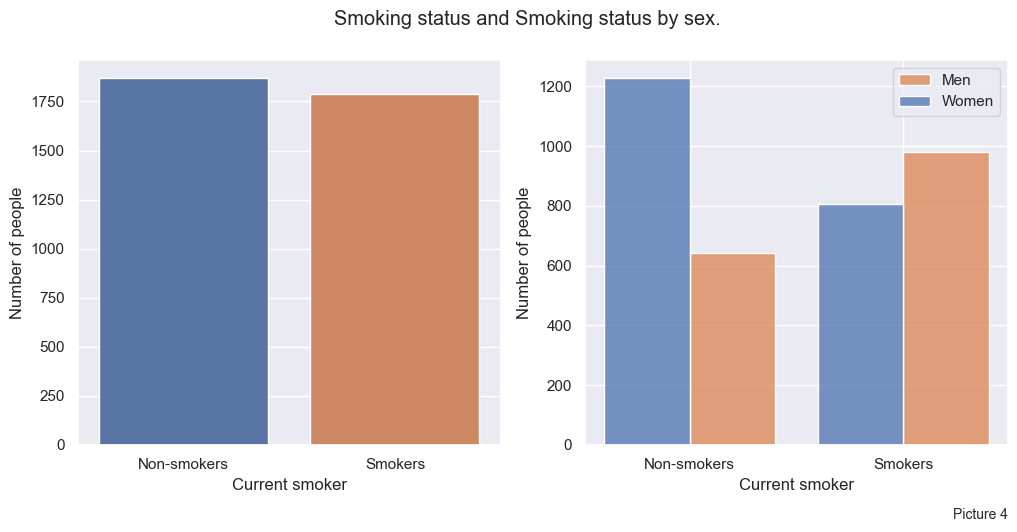 Smoking status and Smoking status by sex.
Number of people
1750
1500
1250
1000
750
500
250
0
Non-smokers
Smokers
Current smoker
Number of people
1200
1000
800
600
400
200
0
Men
Women
Non-smokers
Smokers
Current smoker
Picture 4